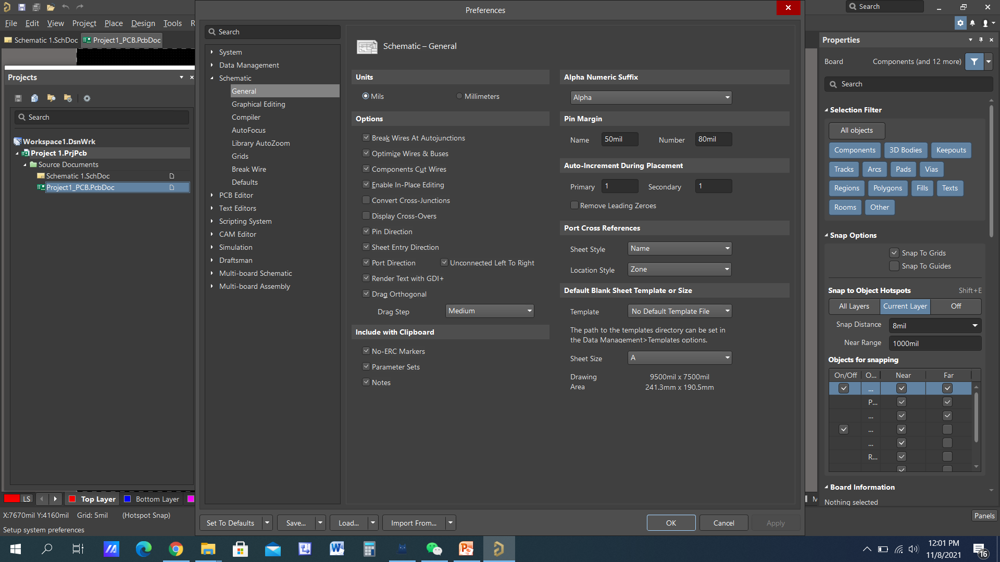 Preferences
Search
File Edit View Project Place Design Tools R
Schematic 1.SchDoc Project1_PCB.PcbDoc
Projects
Search
Workspace1.DsnWrk
Project 1.PrjPcb
Source Documents
Schematic 1.SchDoc
Project1_PCB.PcbDoc
Search
System
Data Management
Schematic
General
Graphical Editing
Compiler
AutoFocus
Library AutoZoom
Grids
Break Wire
Defaults
PCB Editor
Text Editors
Scripting System
CAM Editor
Simulation
Draftsman
Multi-board Schematic
Multi-board Assembly
Schematic – General
Units
Mils Millimeters
Options
Break Wires At Autojunctions
Optimize Wires & Buses
Components Cut Wires
Enable In-Place Editing
Convert Cross-Junctions
Display Cross-Overs
Pin Direction
Sheet Entry Direction
Port Direction Unconnected Left To Right
Render Text with GDI+
Drag Orthogonal
Drag Step Medium
Include with Clipboard
No-ERC Markers
Parameter Sets
Notes
Alpha Numeric Suffix
Alpha
Pin Margin
Name 50mil Number 80mil
Auto-Increment During Placement
Primary 1 Secondary 1
Remove Leading Zeroes
Port Cross References
Sheet Style Name
Location Style Zone
Default Blank Sheet Template or Size
Template No Default Template File
The path to the templates directory can be set in
the Data Management>Templates options.
Sheet Size A
Drawing 9500mil x 7500mil
Area 241.3mm x 190.5mm
Set To Defaults Save... Load... Import From... OK Cancel Apply
Properties
Board Components (and 12 more)
Search
Selection Filter
All objects
Components 3D Bodies Keepouts
Tracks Arcs Pads Vias
Regions Polygons Fills Texts
Rooms Other
Snap Options
Snap To Grids
Snap To Guides
Snap to Object Hotspots Shift+E
All Layers Current Layer Off
Snap Distance 8mil
Near Range 1000mil
Objects for snapping
On/Off O... Near Far
...
P...
...
...
...
R...
Board Information
Nothing selected
Panels
LS Top Layer Bottom Layer M
X:7670mil Y:4160mil Grid: 5mil (Hotspot Snap)
Setup system preferences
12:01 PM
11/8/2021
16